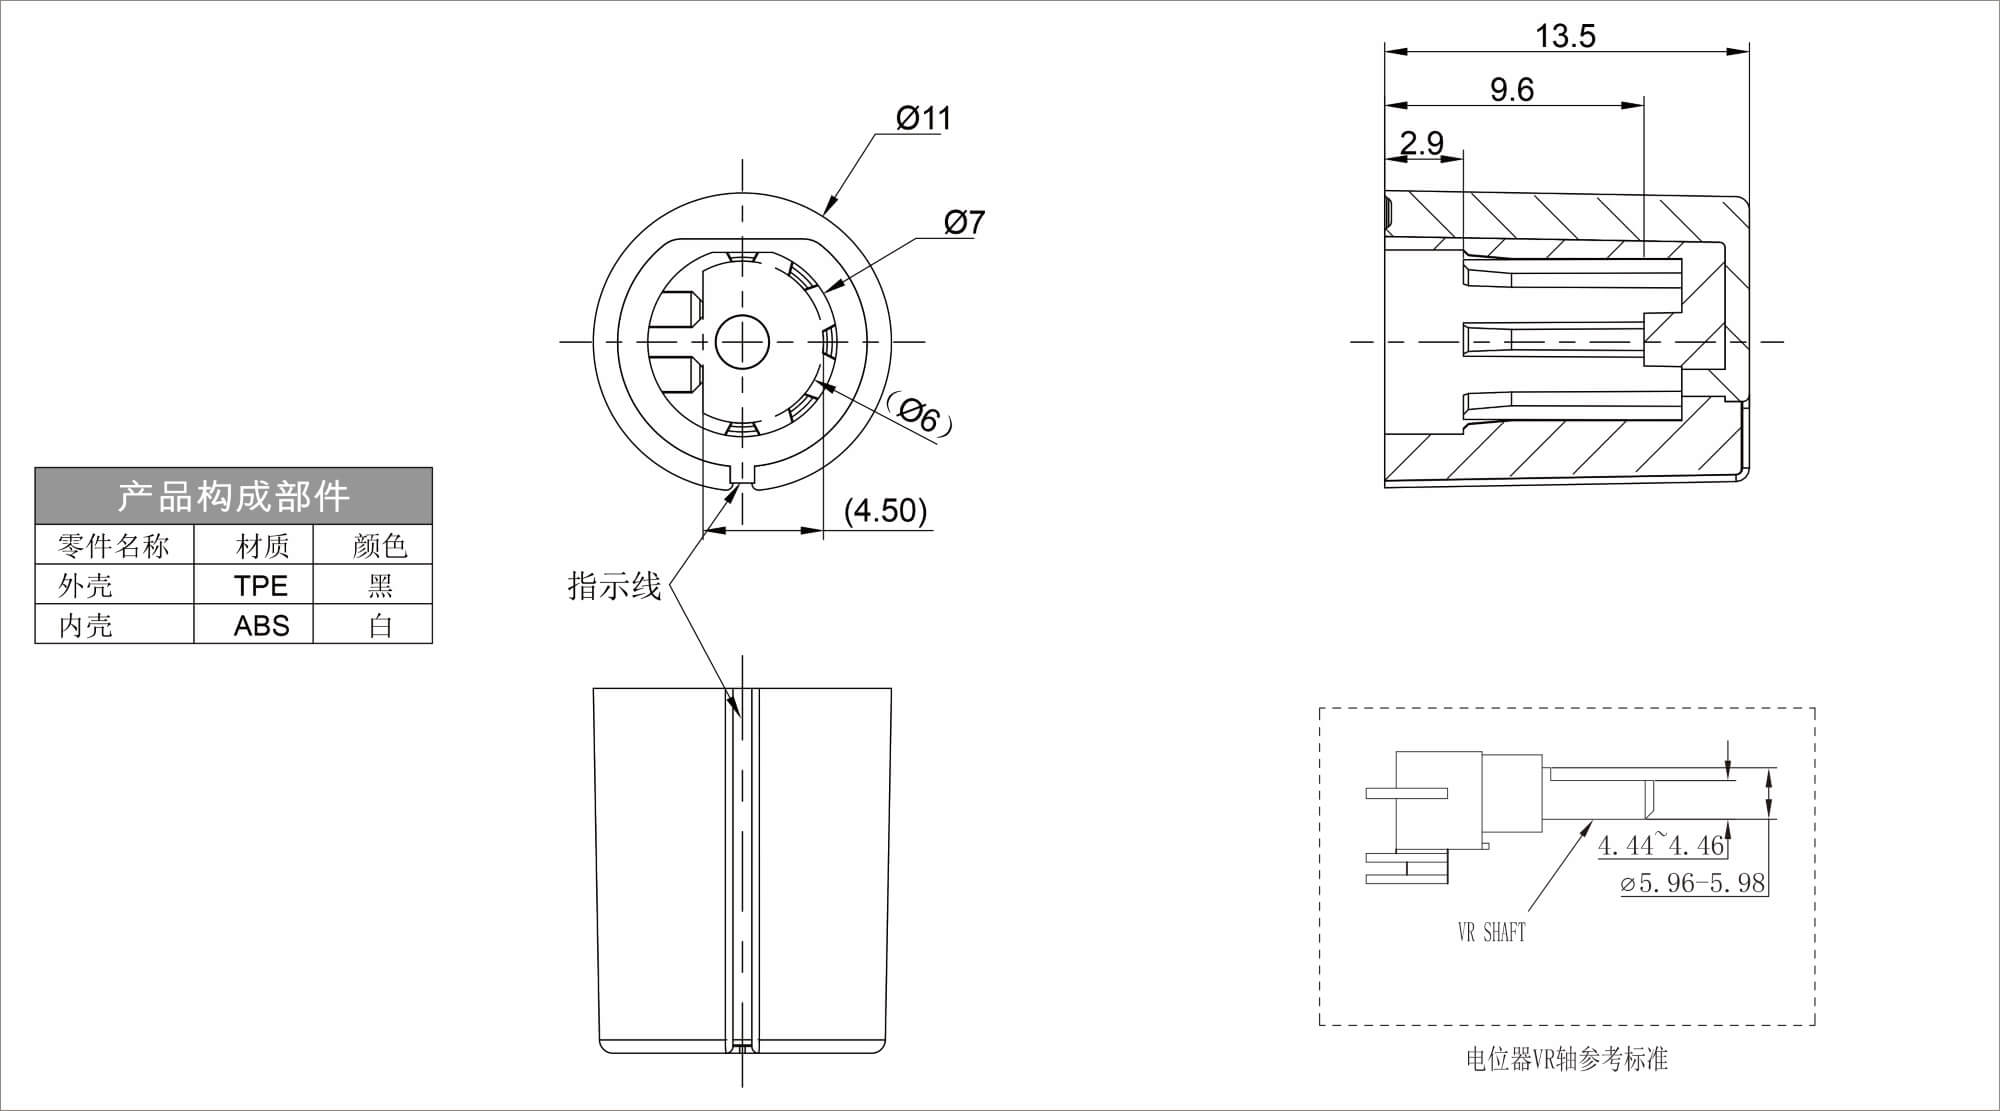 13.5
9.6
2.9
Ø11
Ø7
(Ø6)
(4.50)
指示线
产品构成部件
零件名称 材质 颜色
外壳 TPE 黑
内壳 ABS 白
4.44~4.46
⌀5.96-5.98
VR SHAFT
电位器VR轴参考标准